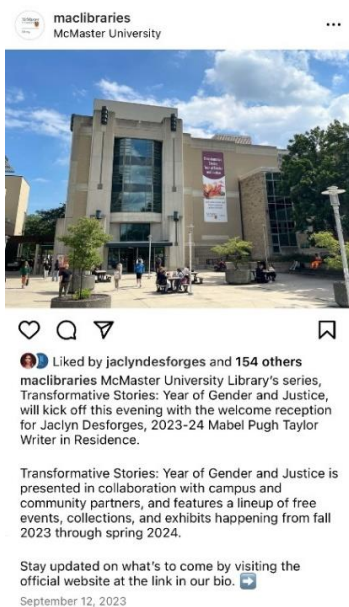 maclibraries
McMaster University
Liked by jaclyndesforges and 154 others
maclibraries McMaster University Library's series,
Transformative Stories: Year of Gender and Justice,
will kick off this evening with the welcome reception
for Jaclyn Desforges, 2023-24 Mabel Pugh Taylor
Writer in Residence.
Transformative Stories: Year of Gender and Justice is
presented in collaboration with campus and
community partners, and features a lineup of free
events, collections, and exhibits happening from fall
2023 through spring 2024.
Stay updated on what's to come by visiting the
official website at the link in our bio. ➡️
September 12, 2023